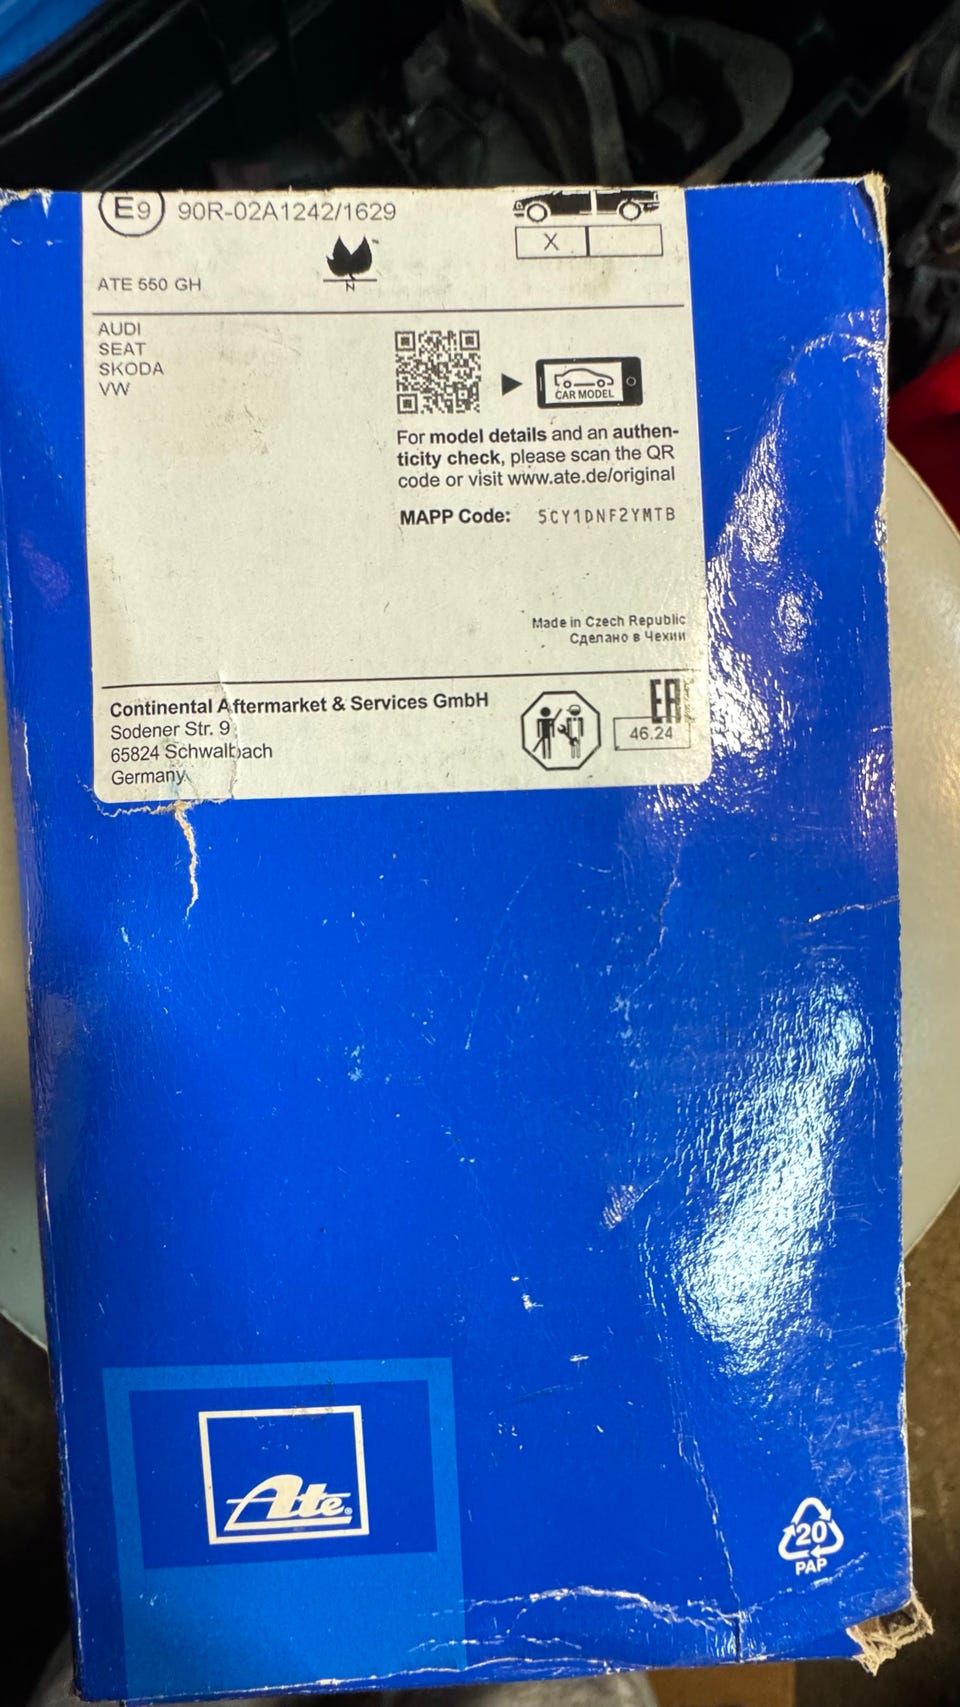 E9 90R-02A1242/1629
X
ATE 550 GH
N
AUDI
SEAT
SKODA
VW
CAR MODEL
For model details and an authen-
ticity check, please scan the QR
code or visit www.ate.de/original
MAPP Code: 5CY1DNF2YMTB
Made in Czech Republic
Сделано в Чехии
Continental Aftermarket & Services GmbH
Sodener Str. 9
65824 Schwalbach
Germany
EAC
46.24
Ate
20
PAP